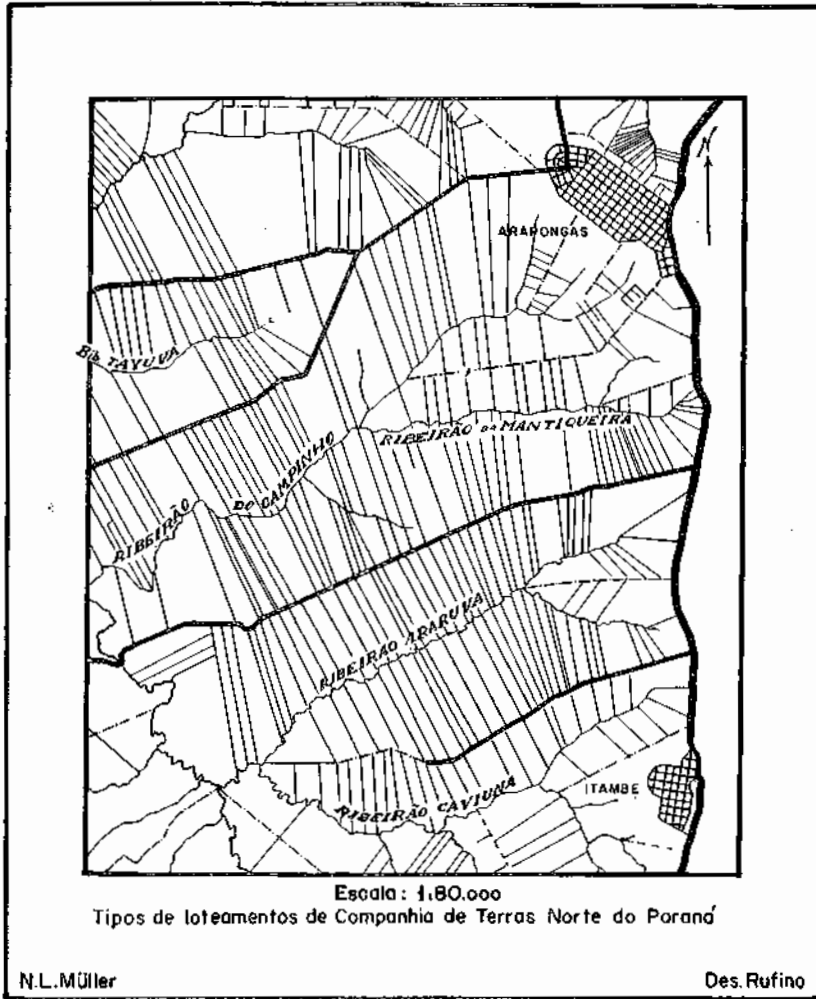 N
ARAPONGAS
Rib. TAYUVA
RIBEIRÃO DA MANTIQUEIRA
RIBEIRÃO DO CAMPINHO
RIBEIRÃO ARARUVA
RIBEIRÃO CAVIUNA
ITAMBE
Escala: 1:80.000
Tipos de loteamentos de Companhia de Terras Norte do Paraná
N.L.Müller
Des. Rufino